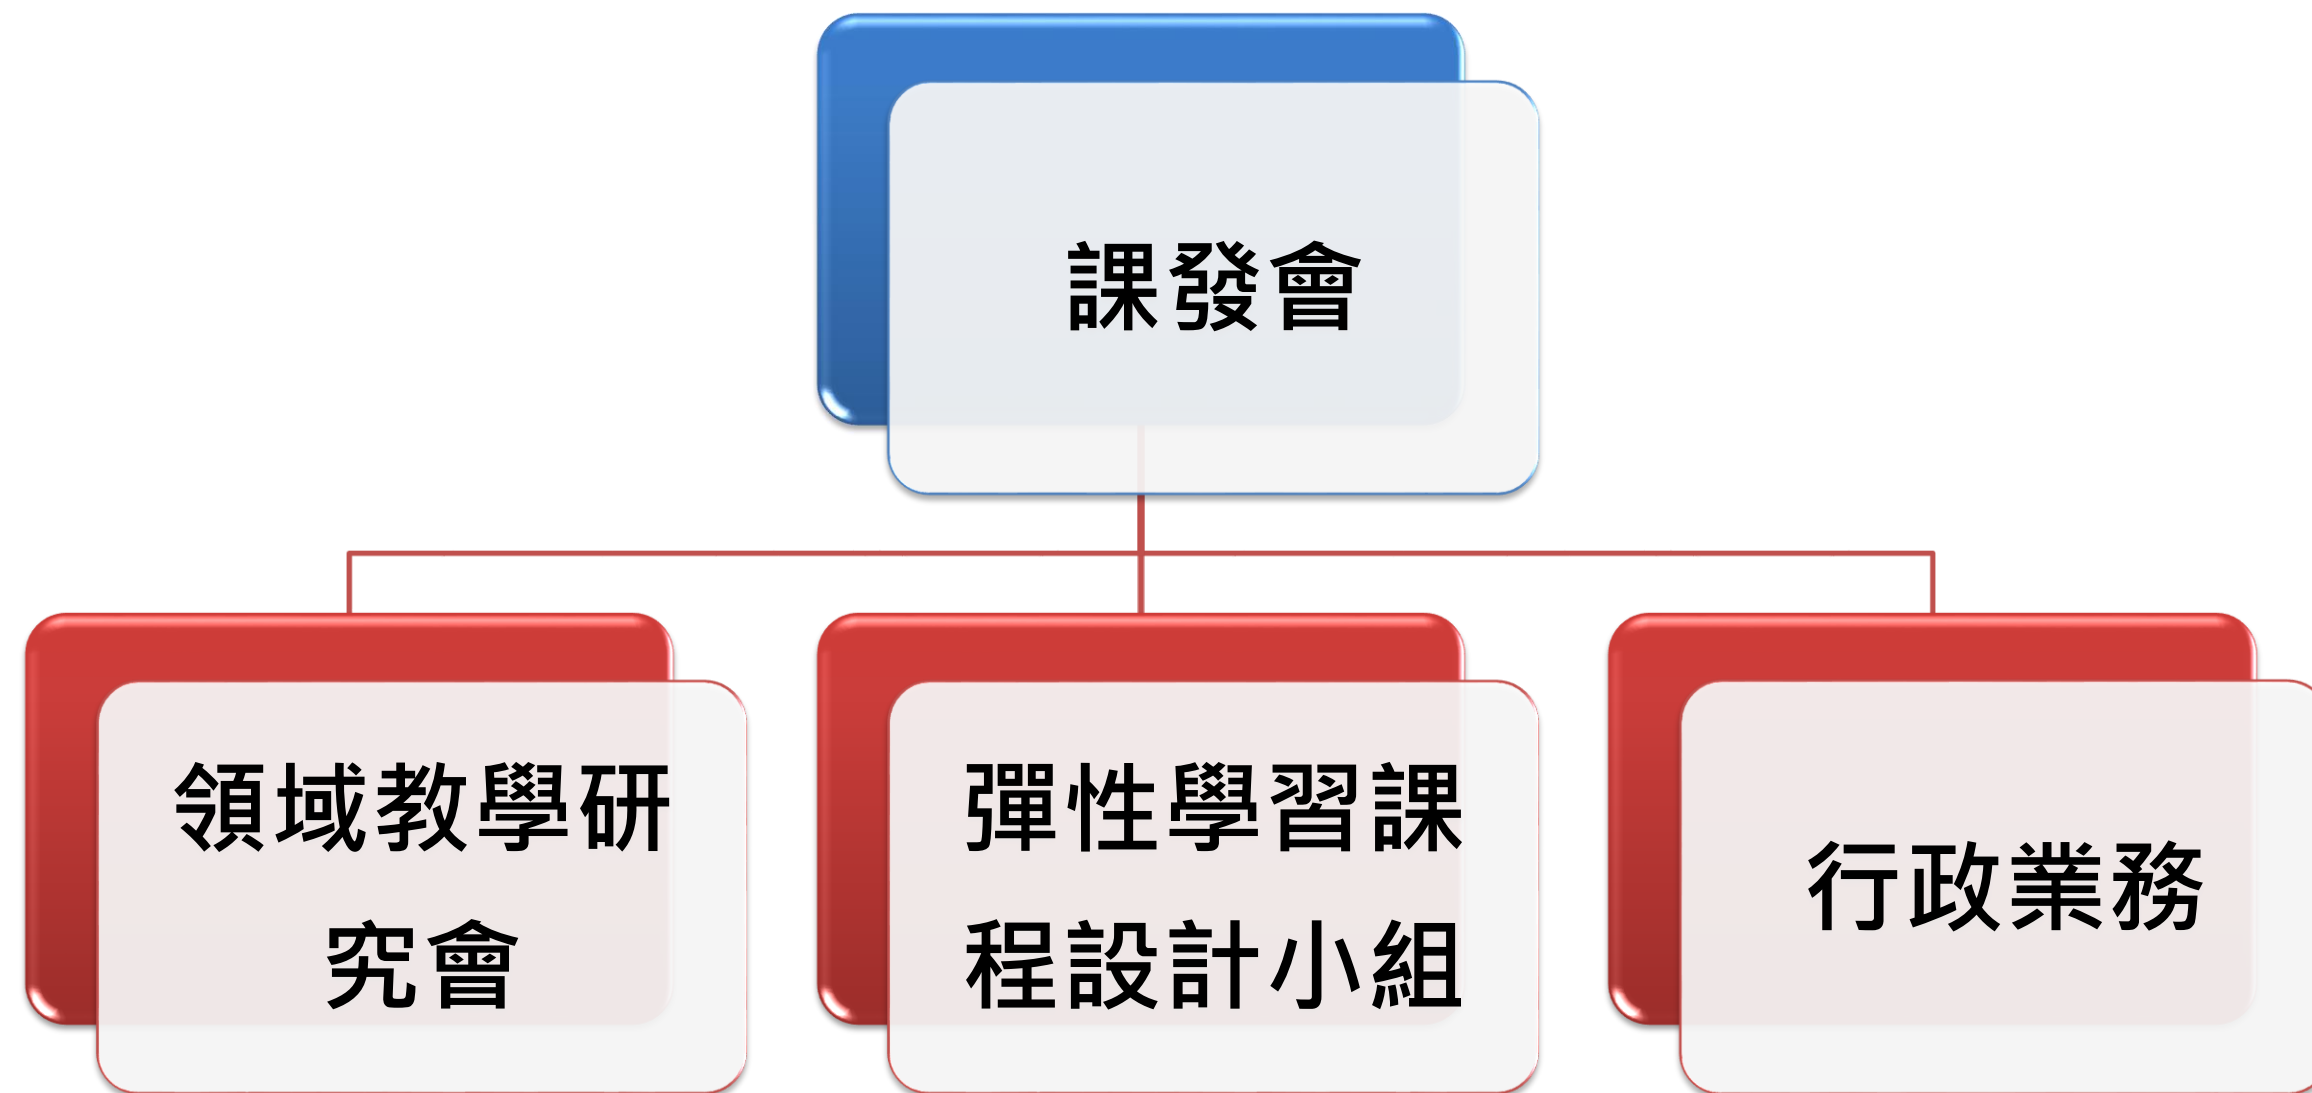 課發會
領域教學研
究會
彈性學習課
程設計小組
行政業務